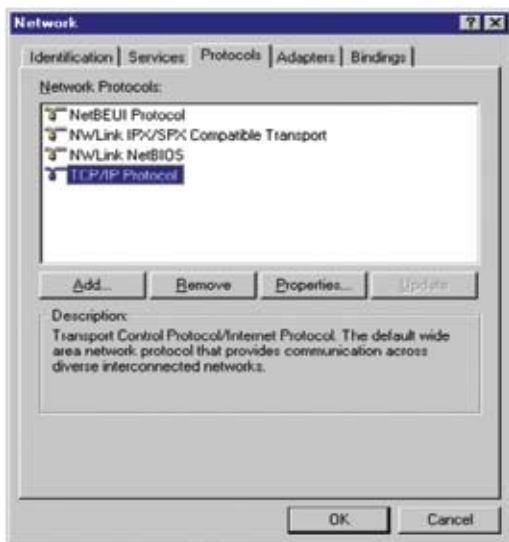 Network
Identification Services Protocols Adapters Bindings
Network Protocols:
NetBEUI Protocol
NWLink IPX/SPX Compatible Transport
NWLink NetBIOS
TCP/IP Protocol
Add... Remove Properties... Update
Description:
Transport Control Protocol/Internet Protocol. The default wide
area network protocol that provides communication across
diverse interconnected networks.
OK Cancel